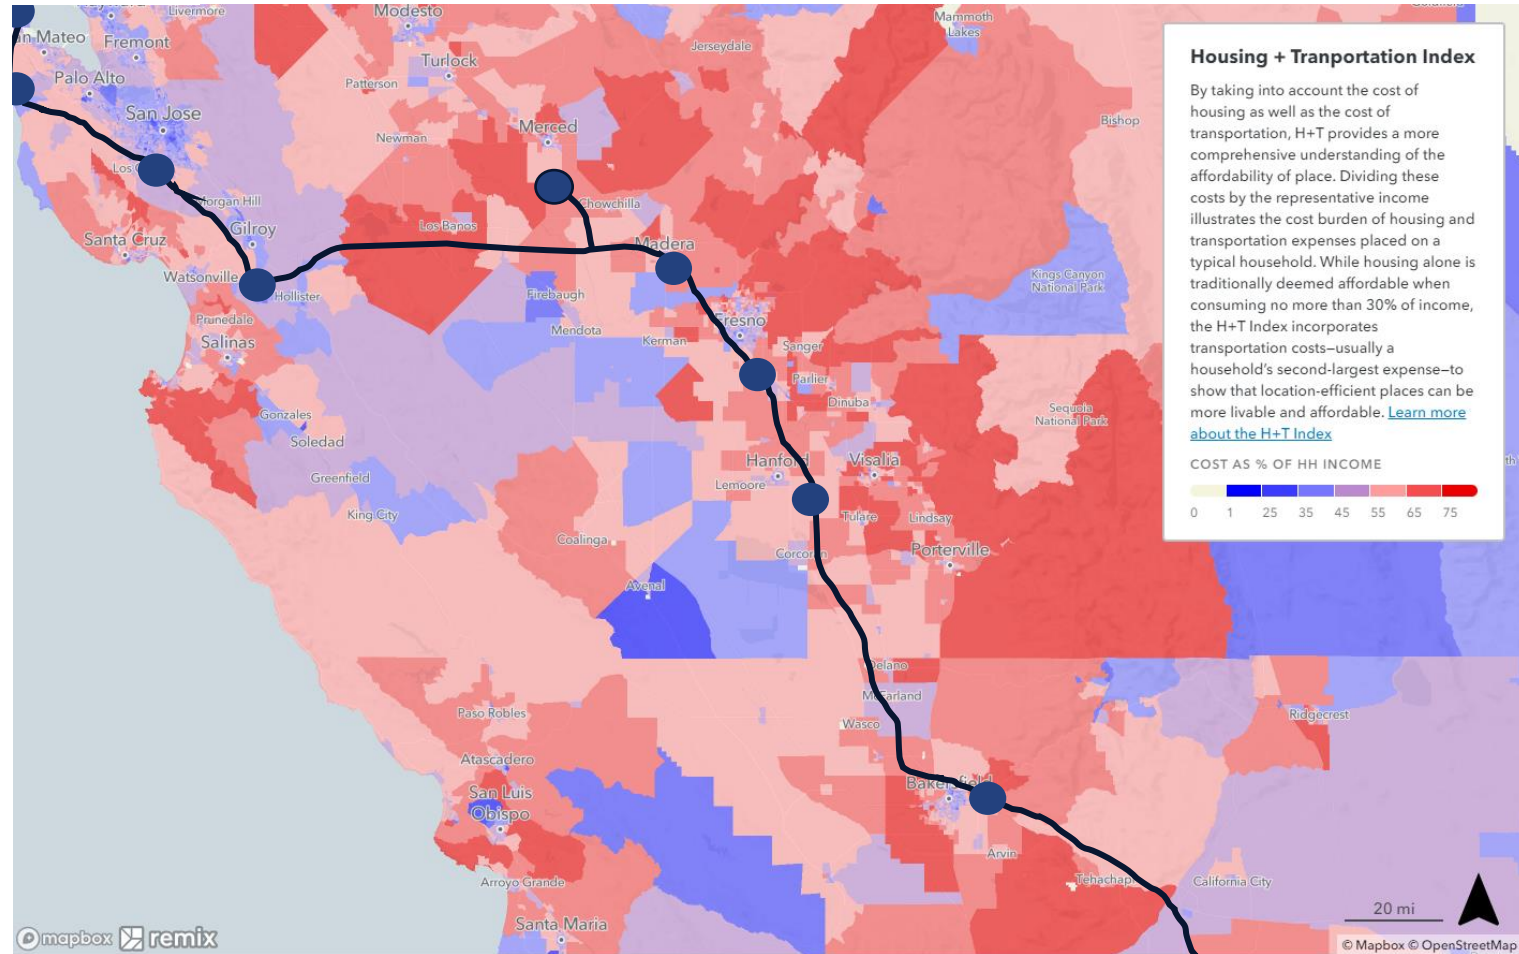 Livermore
Modesto
Mammoth
Lakes
Mateo
Fremont
Jerseydale
Turlock
Palo Alto
Patterson
San Jose
Merced
Newman
Bishop
Los
Morgan Hill
Chowchilla
Los Banos
Gilroy
Santa Cruz
Madera
Watsonville
Hollister
Firebaugh
Kings Canyon
National Park
Prunedale
Mendota
Fresno
Salinas
Kerman
Sanger
Parlier
Dinuba
Gonzales
Sequoia
National Park
Soledad
Hanford
Visalia
Greenfield
Lemoore
King City
Tulare
Lindsay
Coalinga
Corcoran
Porterville
Avenal
Delano
McFarland
Paso Robles
Wasco
Ridgecrest
Atascadero
Bakersfield
San Luis
Obispo
Arvin
Arroyo Grande
Tehachapi
California City
Santa Maria
Housing + Tranportation Index
By taking into account the cost of
housing as well as the cost of
transportation, H+T provides a more
comprehensive understanding of the
affordability of place. Dividing these
costs by the representative income
illustrates the cost burden of housing and
transportation expenses placed on a
typical household. While housing alone is
traditionally deemed affordable when
consuming no more than 30% of income,
the H+T Index incorporates
transportation costs—usually a
household's second-largest expense—to
show that location-efficient places can be
more livable and affordable. Learn more
about the H+T Index
COST AS % OF HH INCOME
0 1 25 35 45 55 65 75
20 mi
mapbox remix
© Mapbox © OpenStreetMap